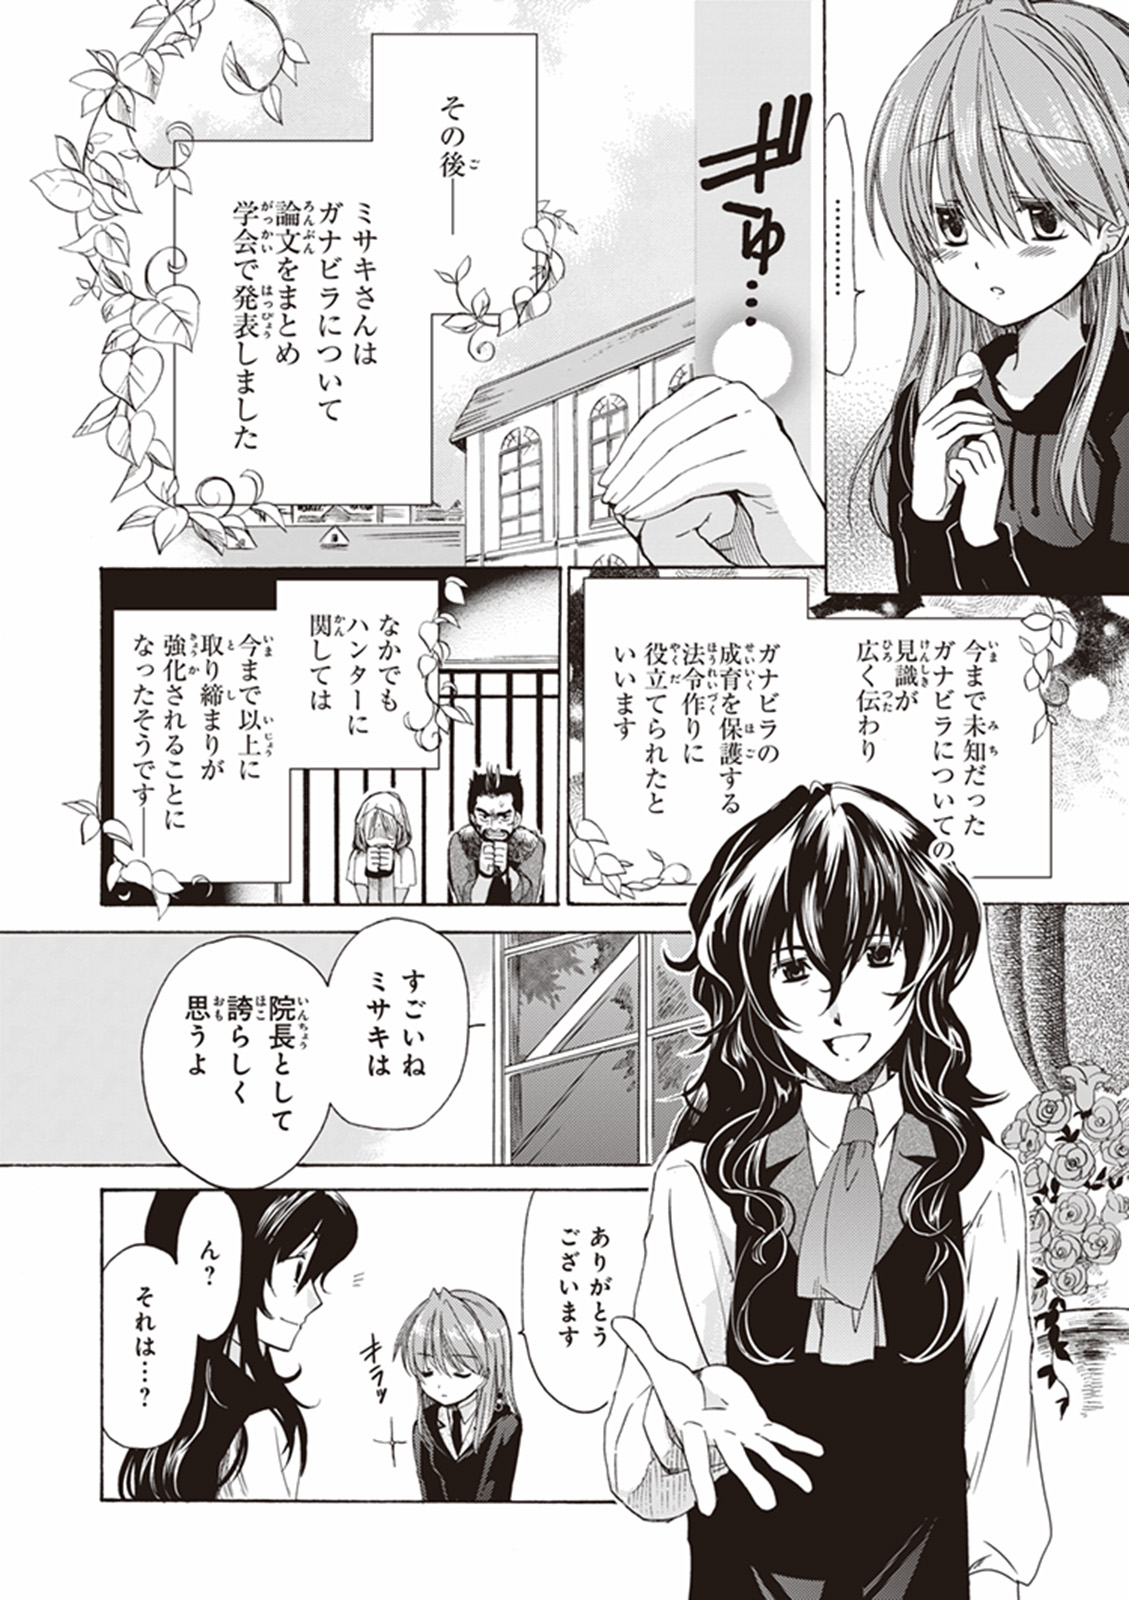 …………
ギュ…
その後――
ミサキさんは
ガナビラについて
論文をまとめ
学会で発表しました
今まで未知だった
ガナビラについての
見識が
広く伝わり
ガナビラの
成育を保護する
法令作りに
役立てられたと
いいます
なかでも
ハンターに
関しては
今まで以上に
取り締まりが
強化されることに
なったそうです――
すごいね
ミサキは
院長として
誇らしく
思うよ
ありがとう
ございます
キラッ
ん?
それは…?